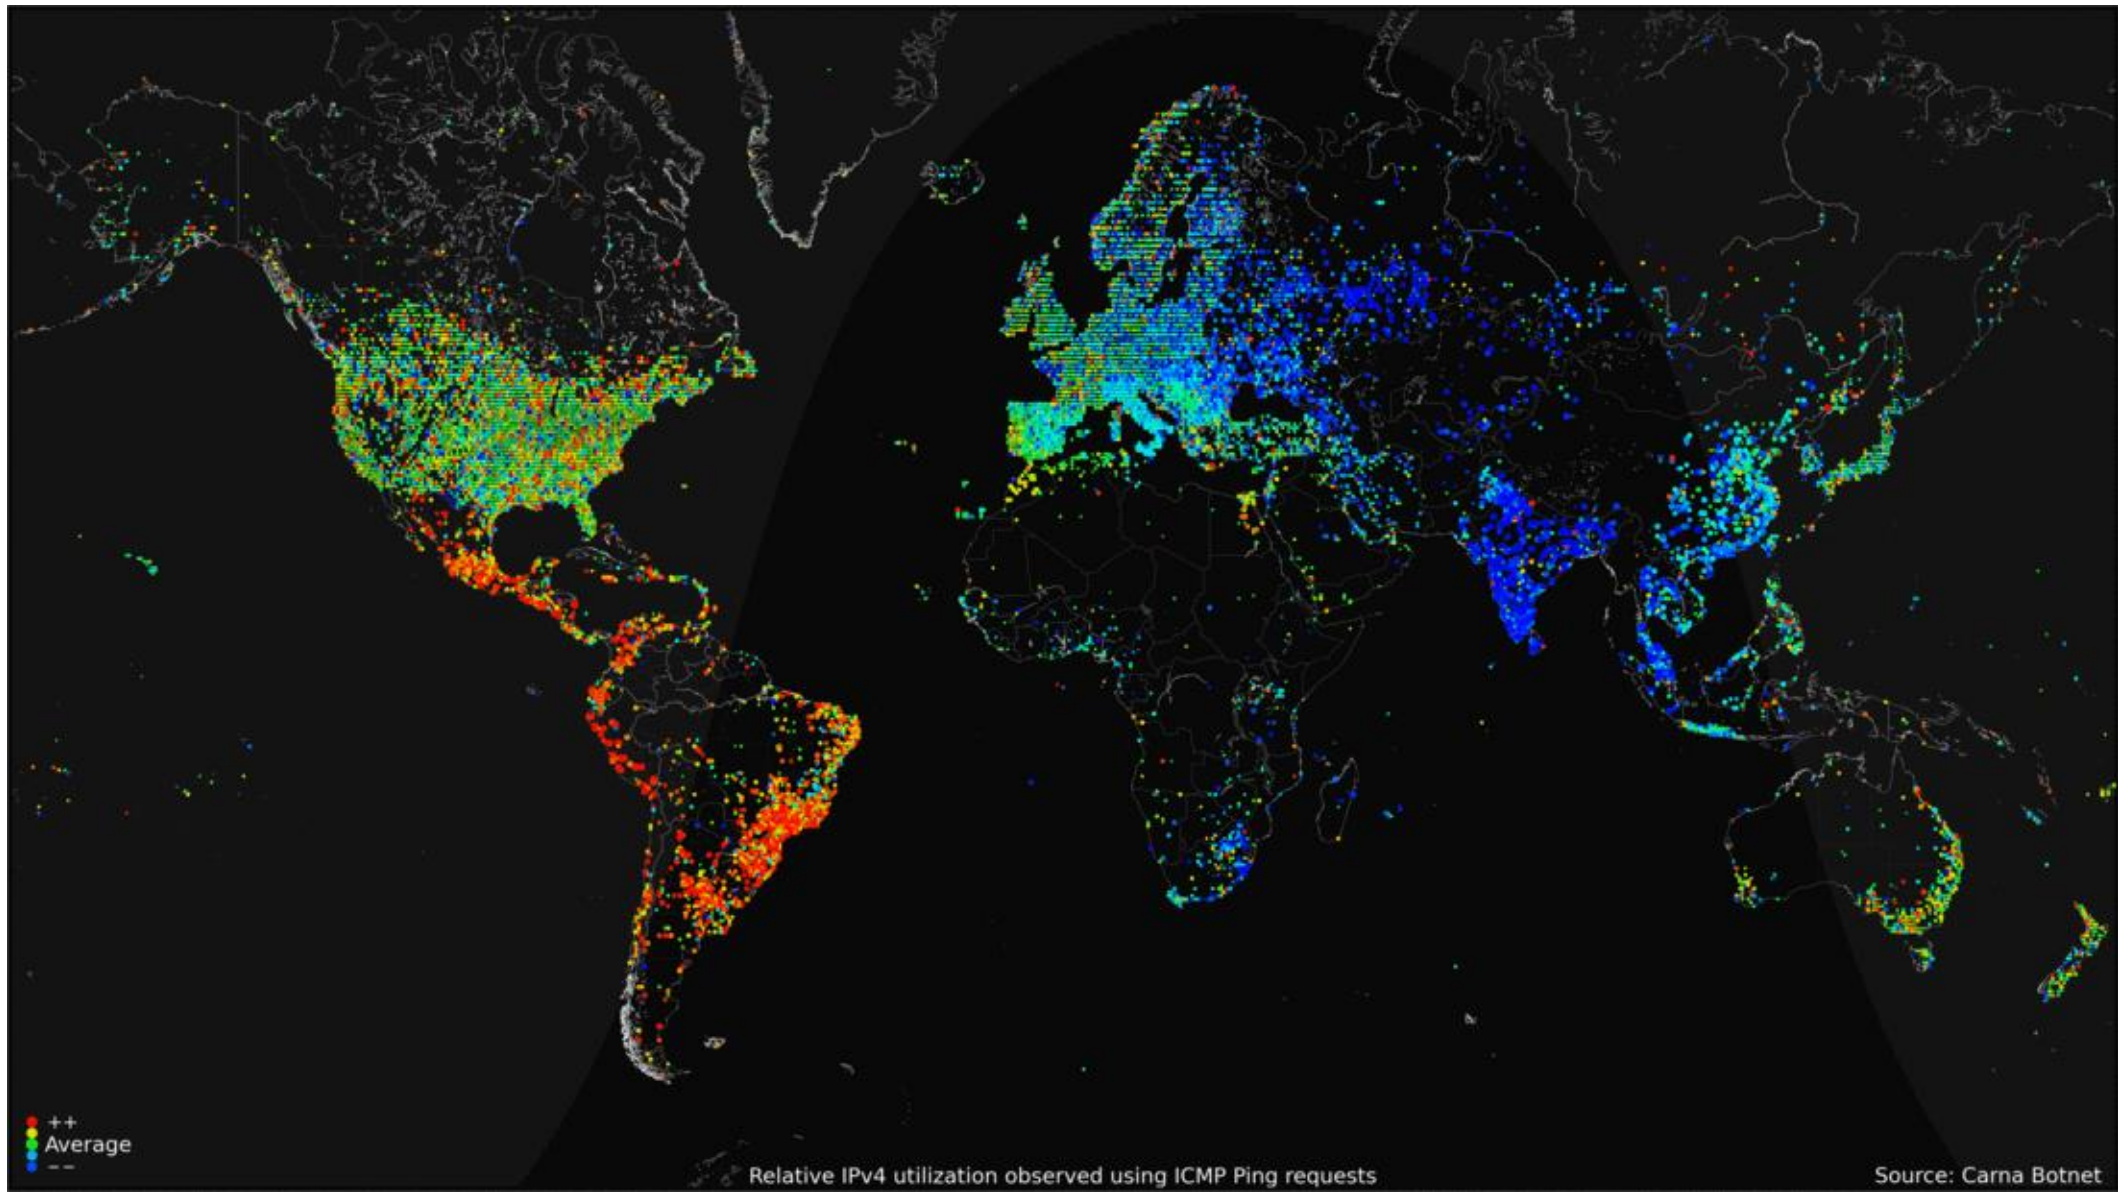 ++
Average
--
Relative IPv4 utilization observed using ICMP Ping requests
Source: Carna Botnet